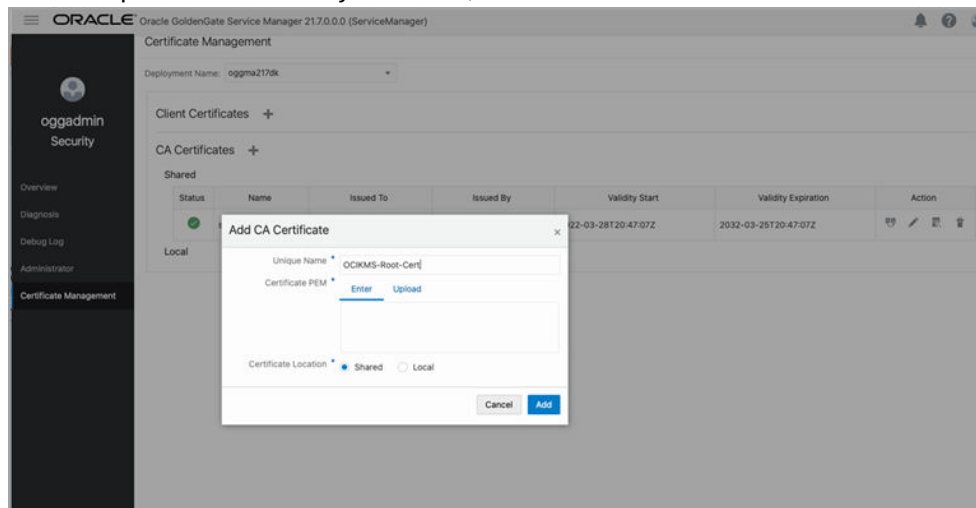 ORACLE Oracle GoldenGate Service Manager 21.7.0.0.0 (ServiceManager)
Certificate Management
Deployment Name: oggma217dk
oggadmin
Security
Overview
Diagnosis
Debug Log
Administrator
Certificate Management
Client Certificates +
CA Certificates +
Shared
Status Name Issued To Issued By Validity Start Validity Expiration Action
22-03-28T20:47:07Z 2032-03-25T20:47:07Z
Local
Add CA Certificate ×
Unique Name * OCIKMS-Root-Cert
Certificate PEM * Enter Upload
Certificate Location * Shared Local
Cancel Add